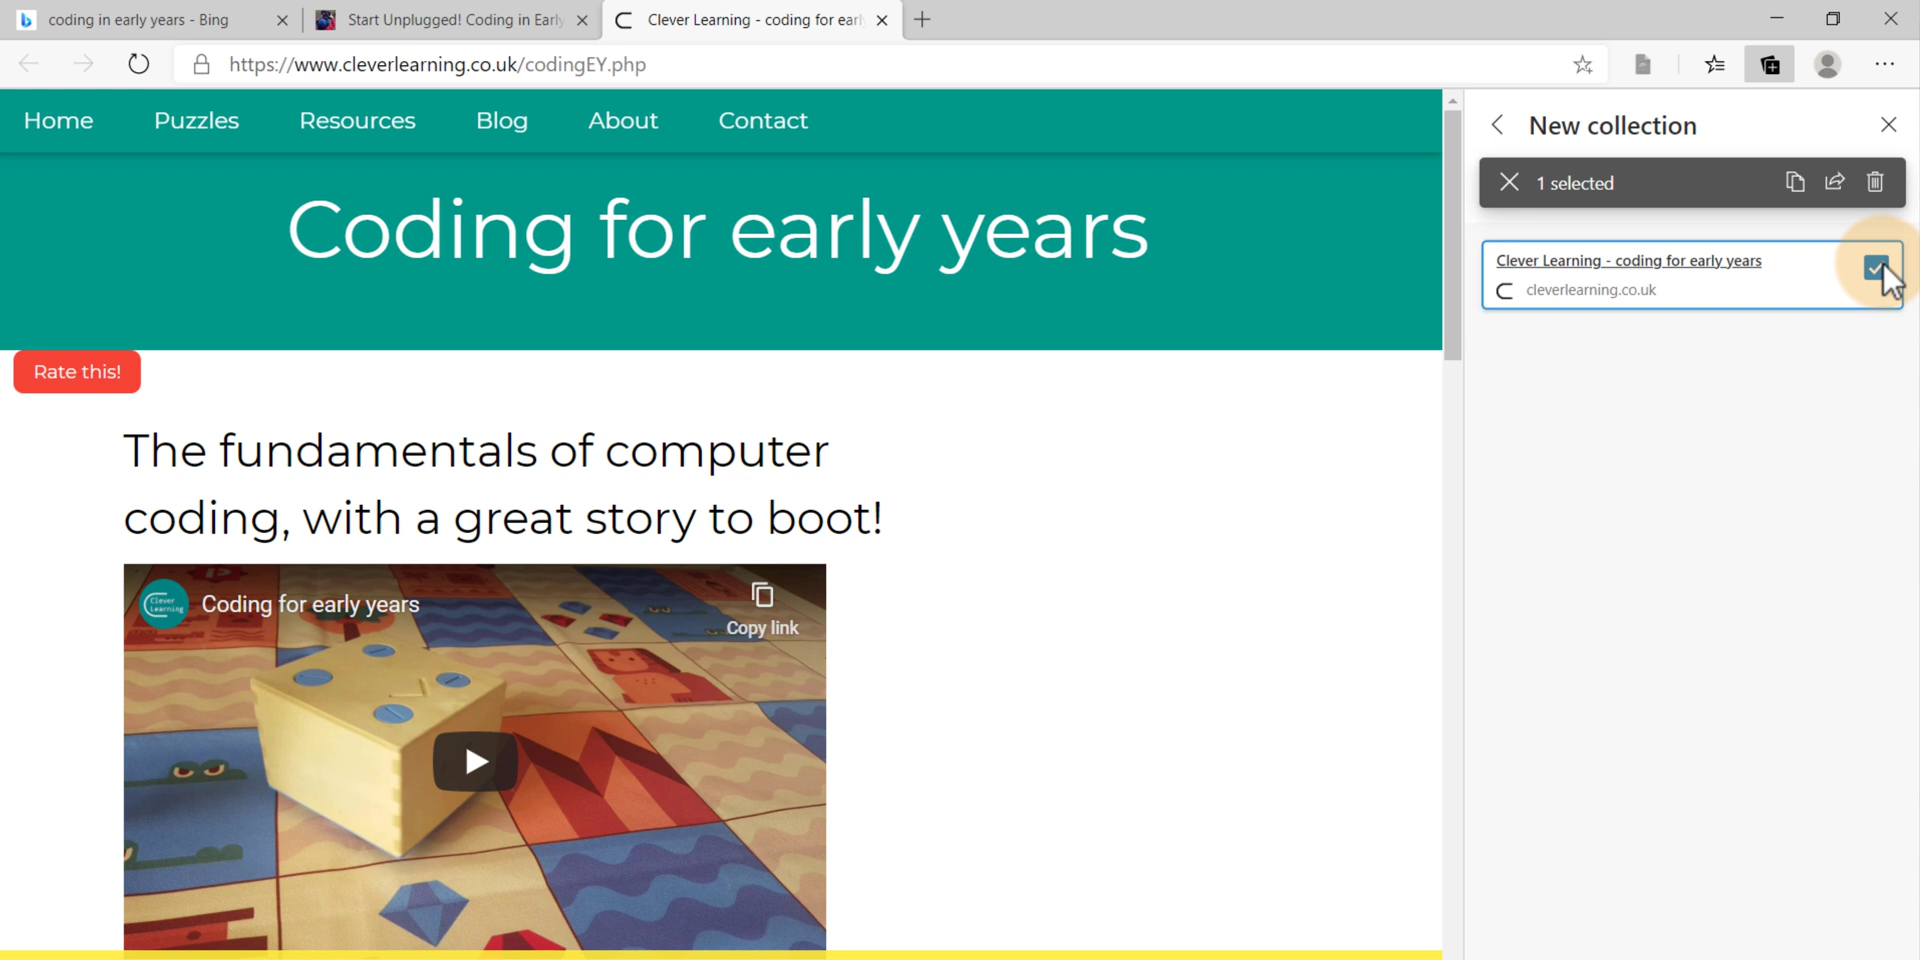 coding in early years - Bing
Start Unplugged! Coding in Early
Clever Learning - coding for earl
https://www.cleverlearning.co.uk/codingEY.php
Home Puzzles Resources Blog About Contact
Coding for early years
Rate this!
The fundamentals of computer
coding, with a great story to boot!
Clever
Learning
Coding for early years
Copy link
New collection
1 selected
Clever Learning - coding for early years
cleverlearning.co.uk